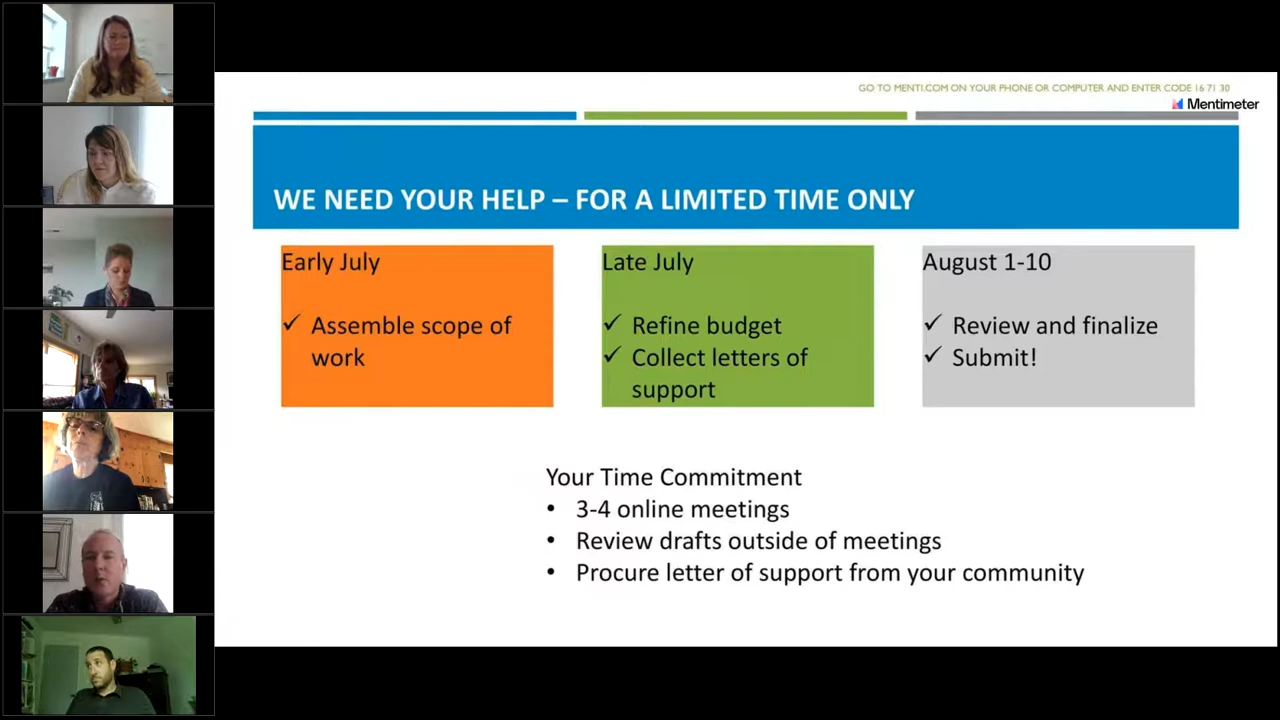 GO TO MENTI.COM ON YOUR PHONE OR COMPUTER AND ENTER CODE 16 71 30
Mentimeter
WE NEED YOUR HELP – FOR A LIMITED TIME ONLY
Early July
✓ Assemble scope of
work
Late July
✓ Refine budget
✓ Collect letters of
support
August 1-10
✓ Review and finalize
✓ Submit!
Your Time Commitment
• 3-4 online meetings
• Review drafts outside of meetings
• Procure letter of support from your community